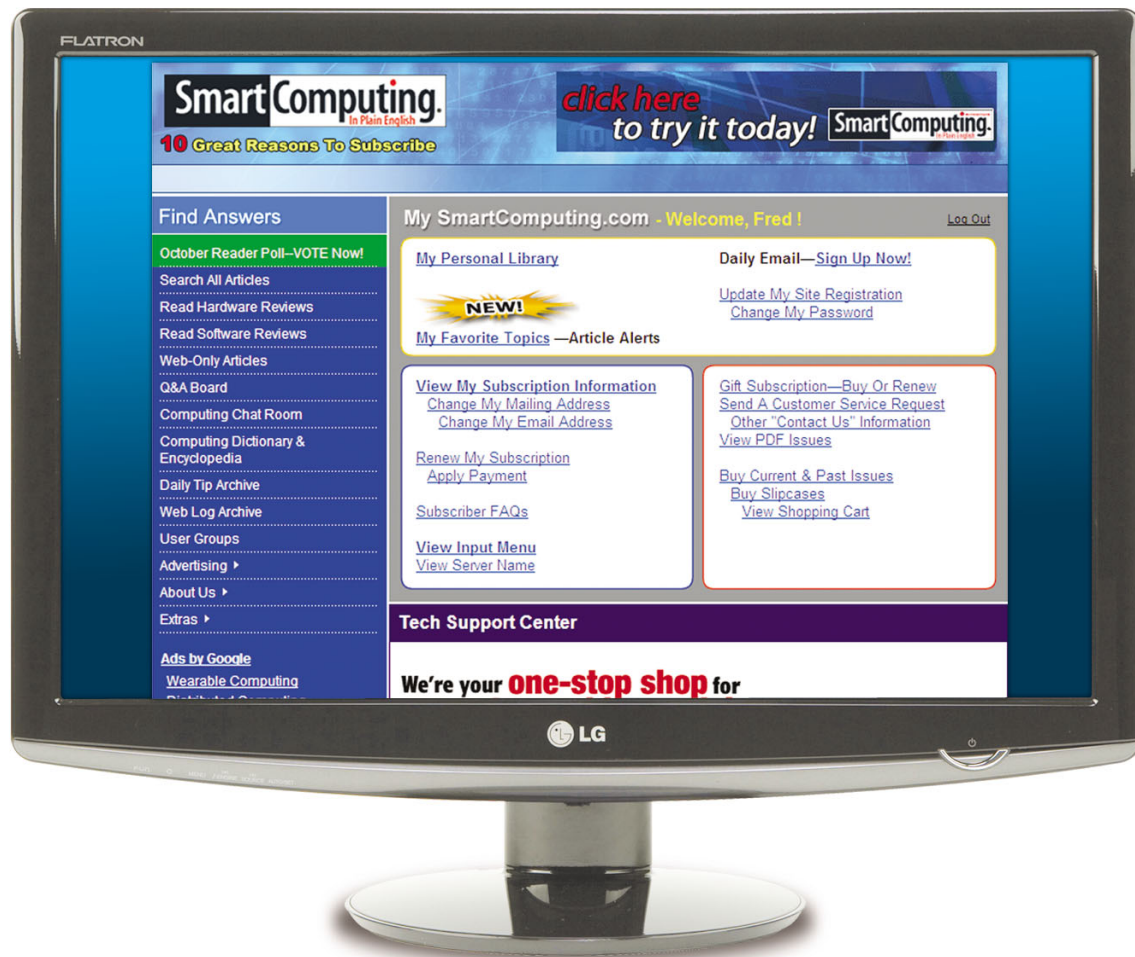 FLATRON
Smart Computing.
In Plain English
10 Great Reasons To Subscribe
click here
to try it today!
Smart Computing.
In Plain English
Find Answers
October Reader Poll--VOTE Now!
Search All Articles
Read Hardware Reviews
Read Software Reviews
Web-Only Articles
Q&A Board
Computing Chat Room
Computing Dictionary &
Encyclopedia
Daily Tip Archive
Web Log Archive
User Groups
Advertising
About Us
Extras
Ads by Google
Wearable Computing
Distributed Computing
My SmartComputing.com - Welcome, Fred !
Log Out
My Personal Library
NEW!
My Favorite Topics —Article Alerts
Daily Email—Sign Up Now!
Update My Site Registration
Change My Password
View My Subscription Information
Change My Mailing Address
Change My Email Address
Renew My Subscription
Apply Payment
Subscriber FAQs
View Input Menu
View Server Name
Gift Subscription—Buy Or Renew
Send A Customer Service Request
Other "Contact Us" Information
View PDF Issues
Buy Current & Past Issues
Buy Slipcases
View Shopping Cart
Tech Support Center
We're your one-stop shop for
LG